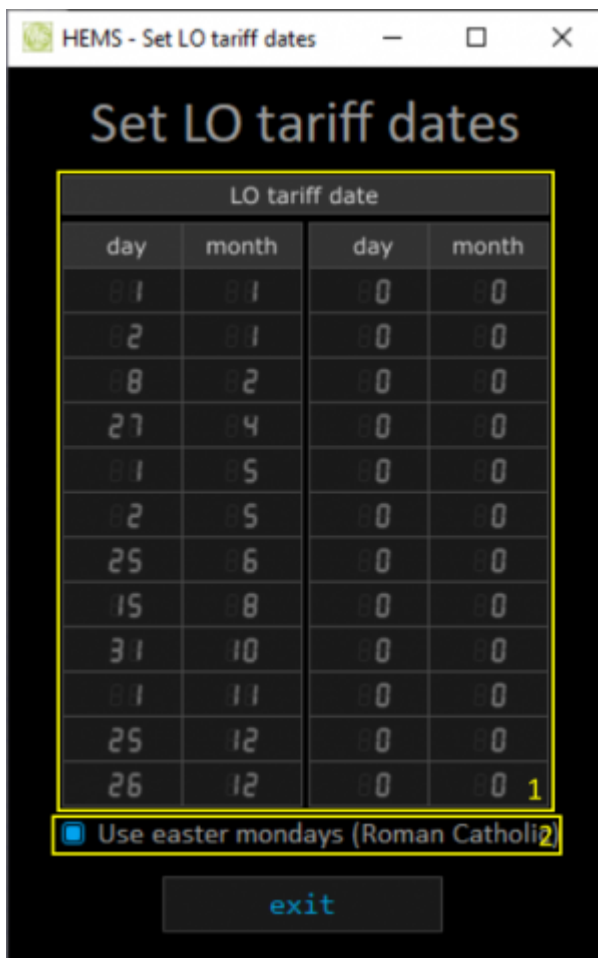 HEMS - Set LO tariff dates
Set LO tariff dates
LO tariff date
day month day month
1 1 0 0
2 1 0 0
8 2 0 0
27 4 0 0
1 5 0 0
2 5 0 0
25 6 0 0
15 8 0 0
31 10 0 0
1 11 0 0
25 12 0 0
26 12 0 0 1
Use easter mondays (Roman Catholic) 2
exit